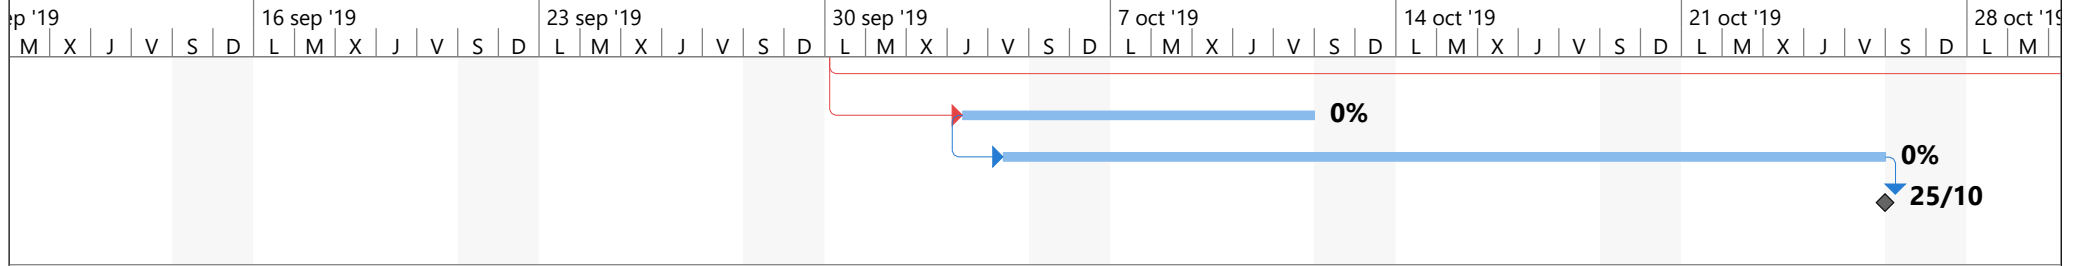 ep '19 16 sep '19 23 sep '19 30 sep '19 7 oct '19 14 oct '19 21 oct '19 28 oct '19
M X J V S D L M X J V S D L M X J V S D L M X J V S D L M X J V S D L M X J V S D L M X J V S D L M
0%
0%
25/10